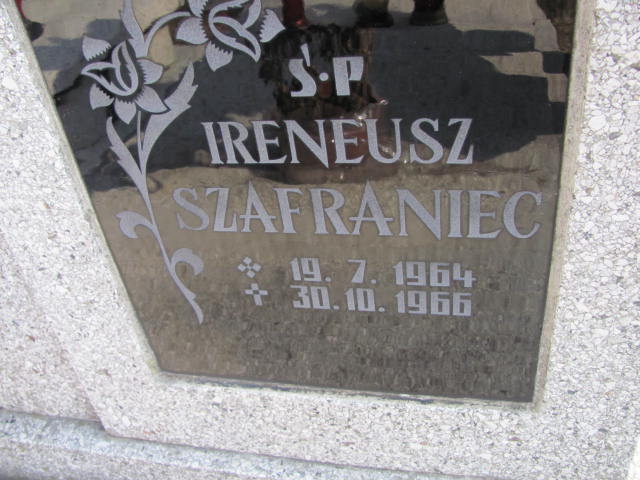 Ś.P
IRENEUSZ
SZAFRANIEC
19. 7. 1964
30.10.1966